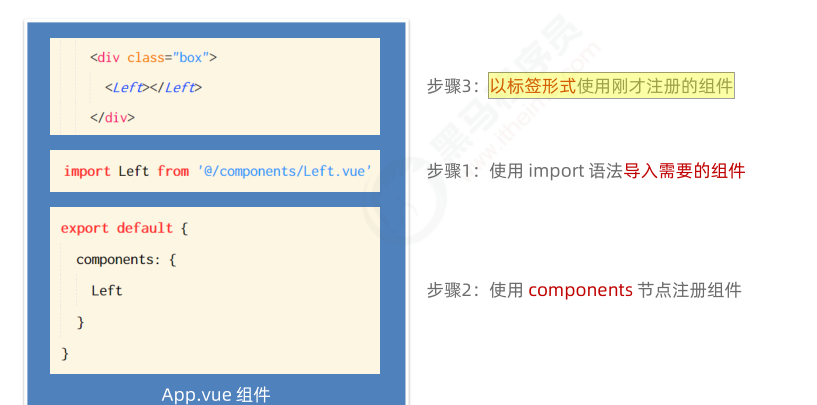 <div class="box">
<Left></Left>
</div>
步骤3：以标签形式使用刚才注册的组件
import Left from '@/components/Left.vue'
步骤1：使用 import 语法导入需要的组件
export default {
components: {
Left
}
}
步骤2：使用 components 节点注册组件
App.vue 组件
黑马程序员